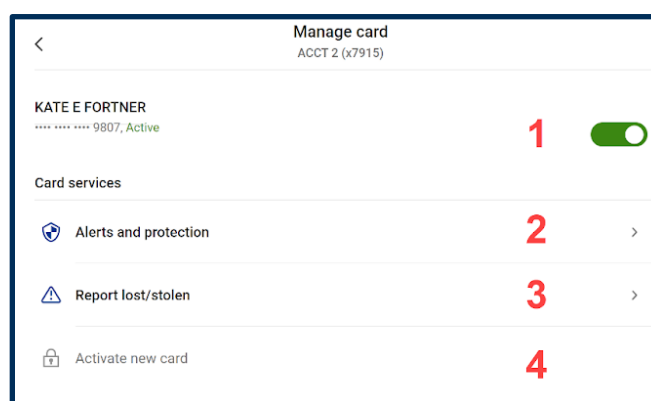 Manage card
ACCT 2 (x7915)
KATE E FORTNER
•••• •••• •••• 9807, Active
1
Card services
Alerts and protection
2
Report lost/stolen
3
Activate new card
4